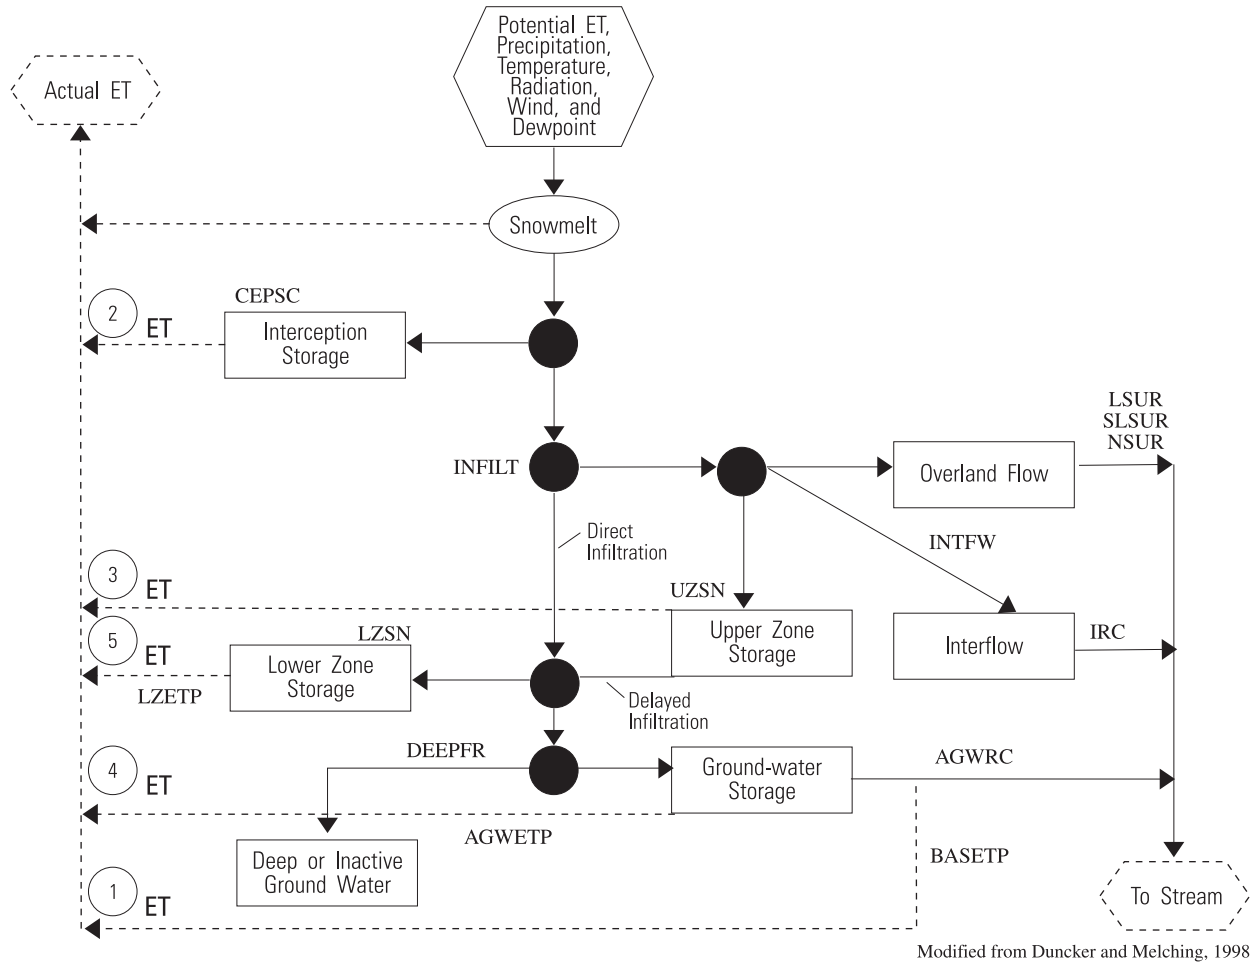 Potential ET,
Precipitation,
Temperature,
Radiation,
Wind, and
Dewpoint
Actual ET
Snowmelt
2
ET
CEPSC
Interception
Storage
LSUR
SLSUR
NSUR
INFILT
Overland Flow
Direct
Infiltration
INTFW
3
ET
UZSN
Upper Zone
Storage
Interflow
IRC
5
ET
LZETP
LZSN
Lower Zone
Storage
Delayed
Infiltration
DEEPFR
4
ET
Ground-water
Storage
AGWRC
AGWETP
Deep or Inactive
Ground Water
BASETP
1
ET
To Stream
Modified from Duncker and Melching, 1998